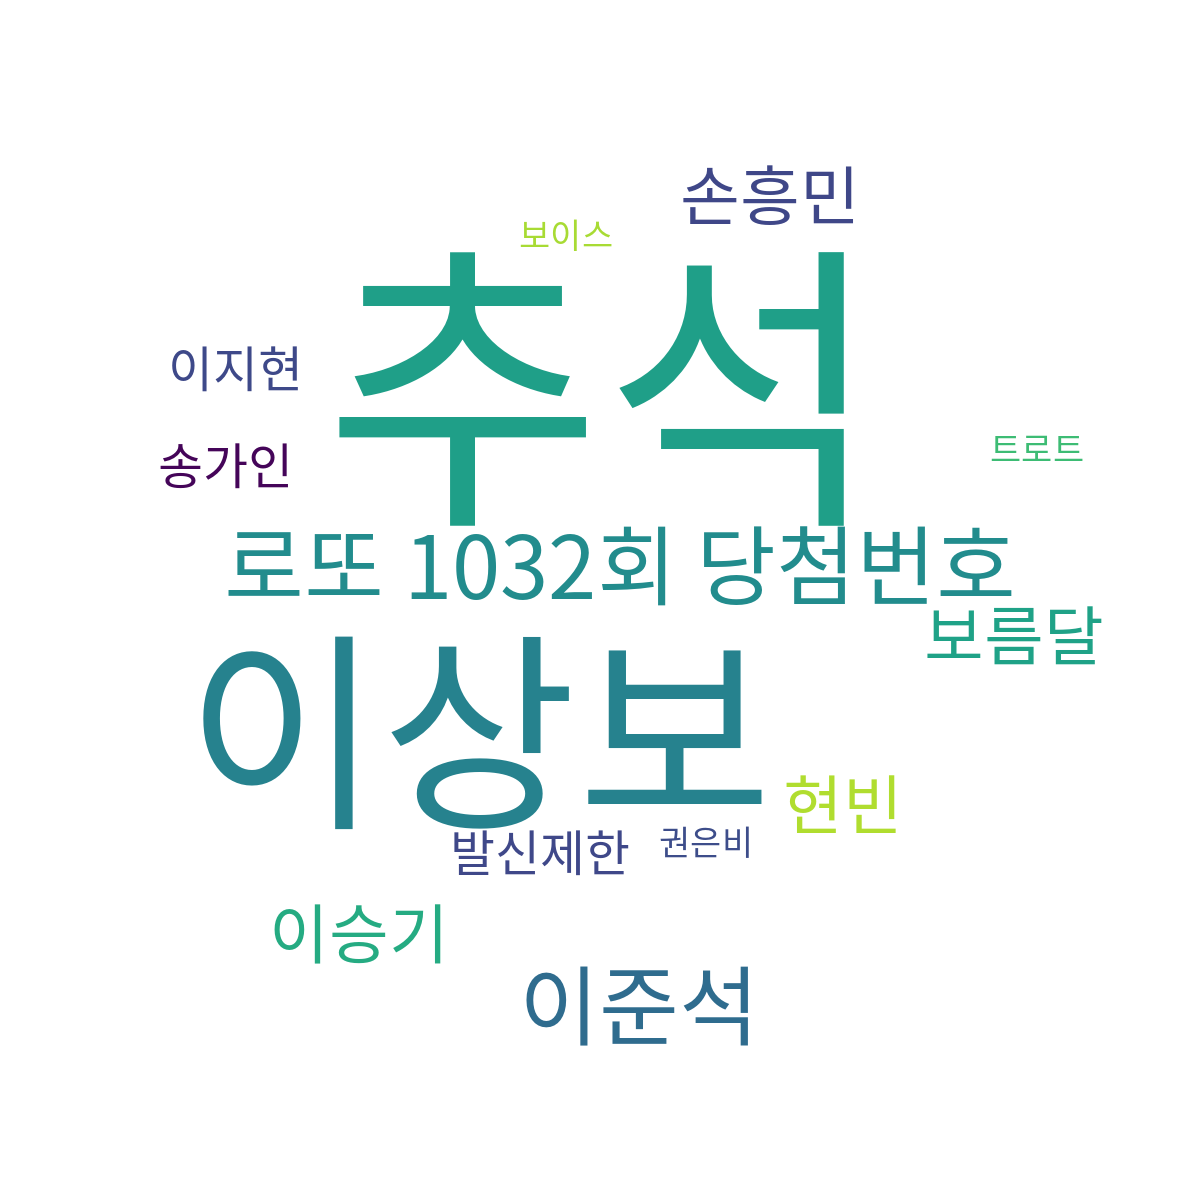 손흥민
보이스
추석
이지현
송가인
트로트
로또 1032회 당첨번호
보름달
이상보
현빈
발신제한
권은비
이승기
이준석